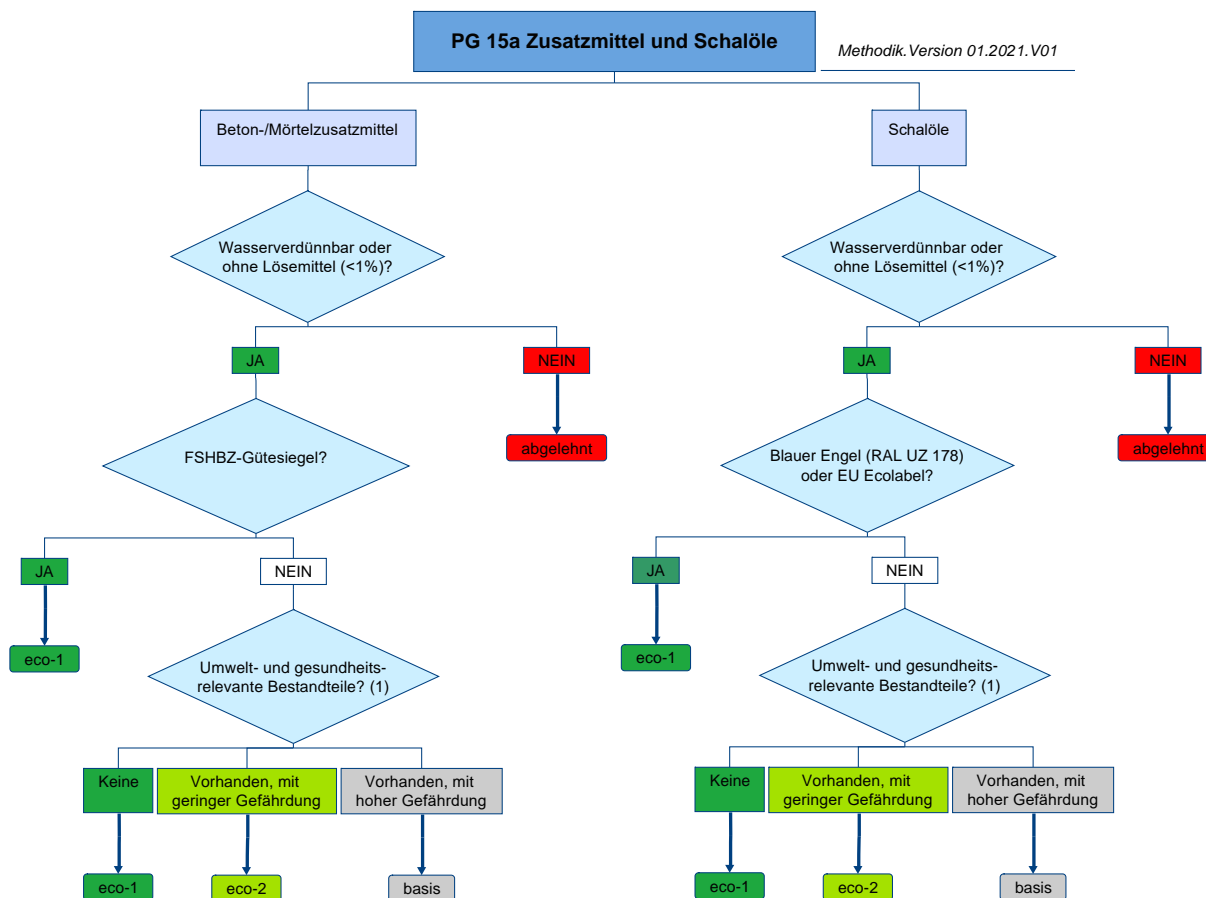 PG 15a Zusatzmittel und Schalöle
Methodik.Version 01.2021.V01
Beton-/Mörtelzusatzmittel
Schalöle
Wasserverdünnbar oder
ohne Lösemittel (<1%)?
Wasserverdünnbar oder
ohne Lösemittel (<1%)?
JA
NEIN
JA
NEIN
abgelehnt
abgelehnt
FSHBZ-Gütesiegel?
Blauer Engel (RAL UZ 178)
oder EU Ecolabel?
JA
NEIN
JA
NEIN
eco-1
eco-1
Umwelt- und gesundheits-
relevante Bestandteile? (1)
Umwelt- und gesundheits-
relevante Bestandteile? (1)
Keine
Vorhanden, mit
geringer Gefährdung
Vorhanden, mit
hoher Gefährdung
Keine
Vorhanden, mit
geringer Gefährdung
Vorhanden, mit
hoher Gefährdung
eco-1
eco-2
basis
eco-1
eco-2
basis